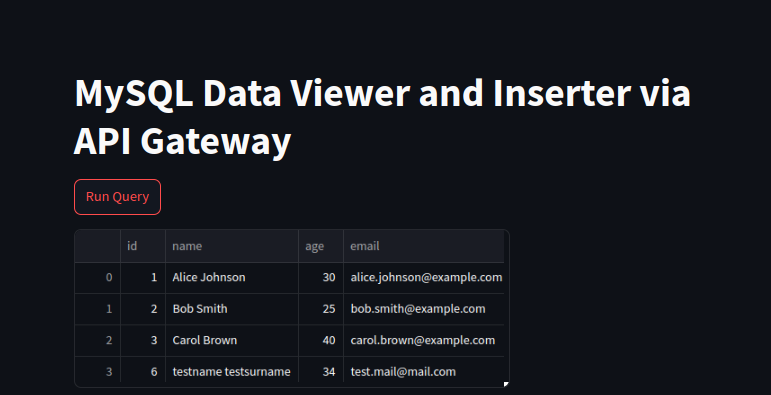 MySQL Data Viewer and Inserter via
API Gateway
Run Query
id name age email
0 1 Alice Johnson 30 alice.johnson@example.com
1 2 Bob Smith 25 bob.smith@example.com
2 3 Carol Brown 40 carol.brown@example.com
3 6 testname testsurname 34 test.mail@mail.com